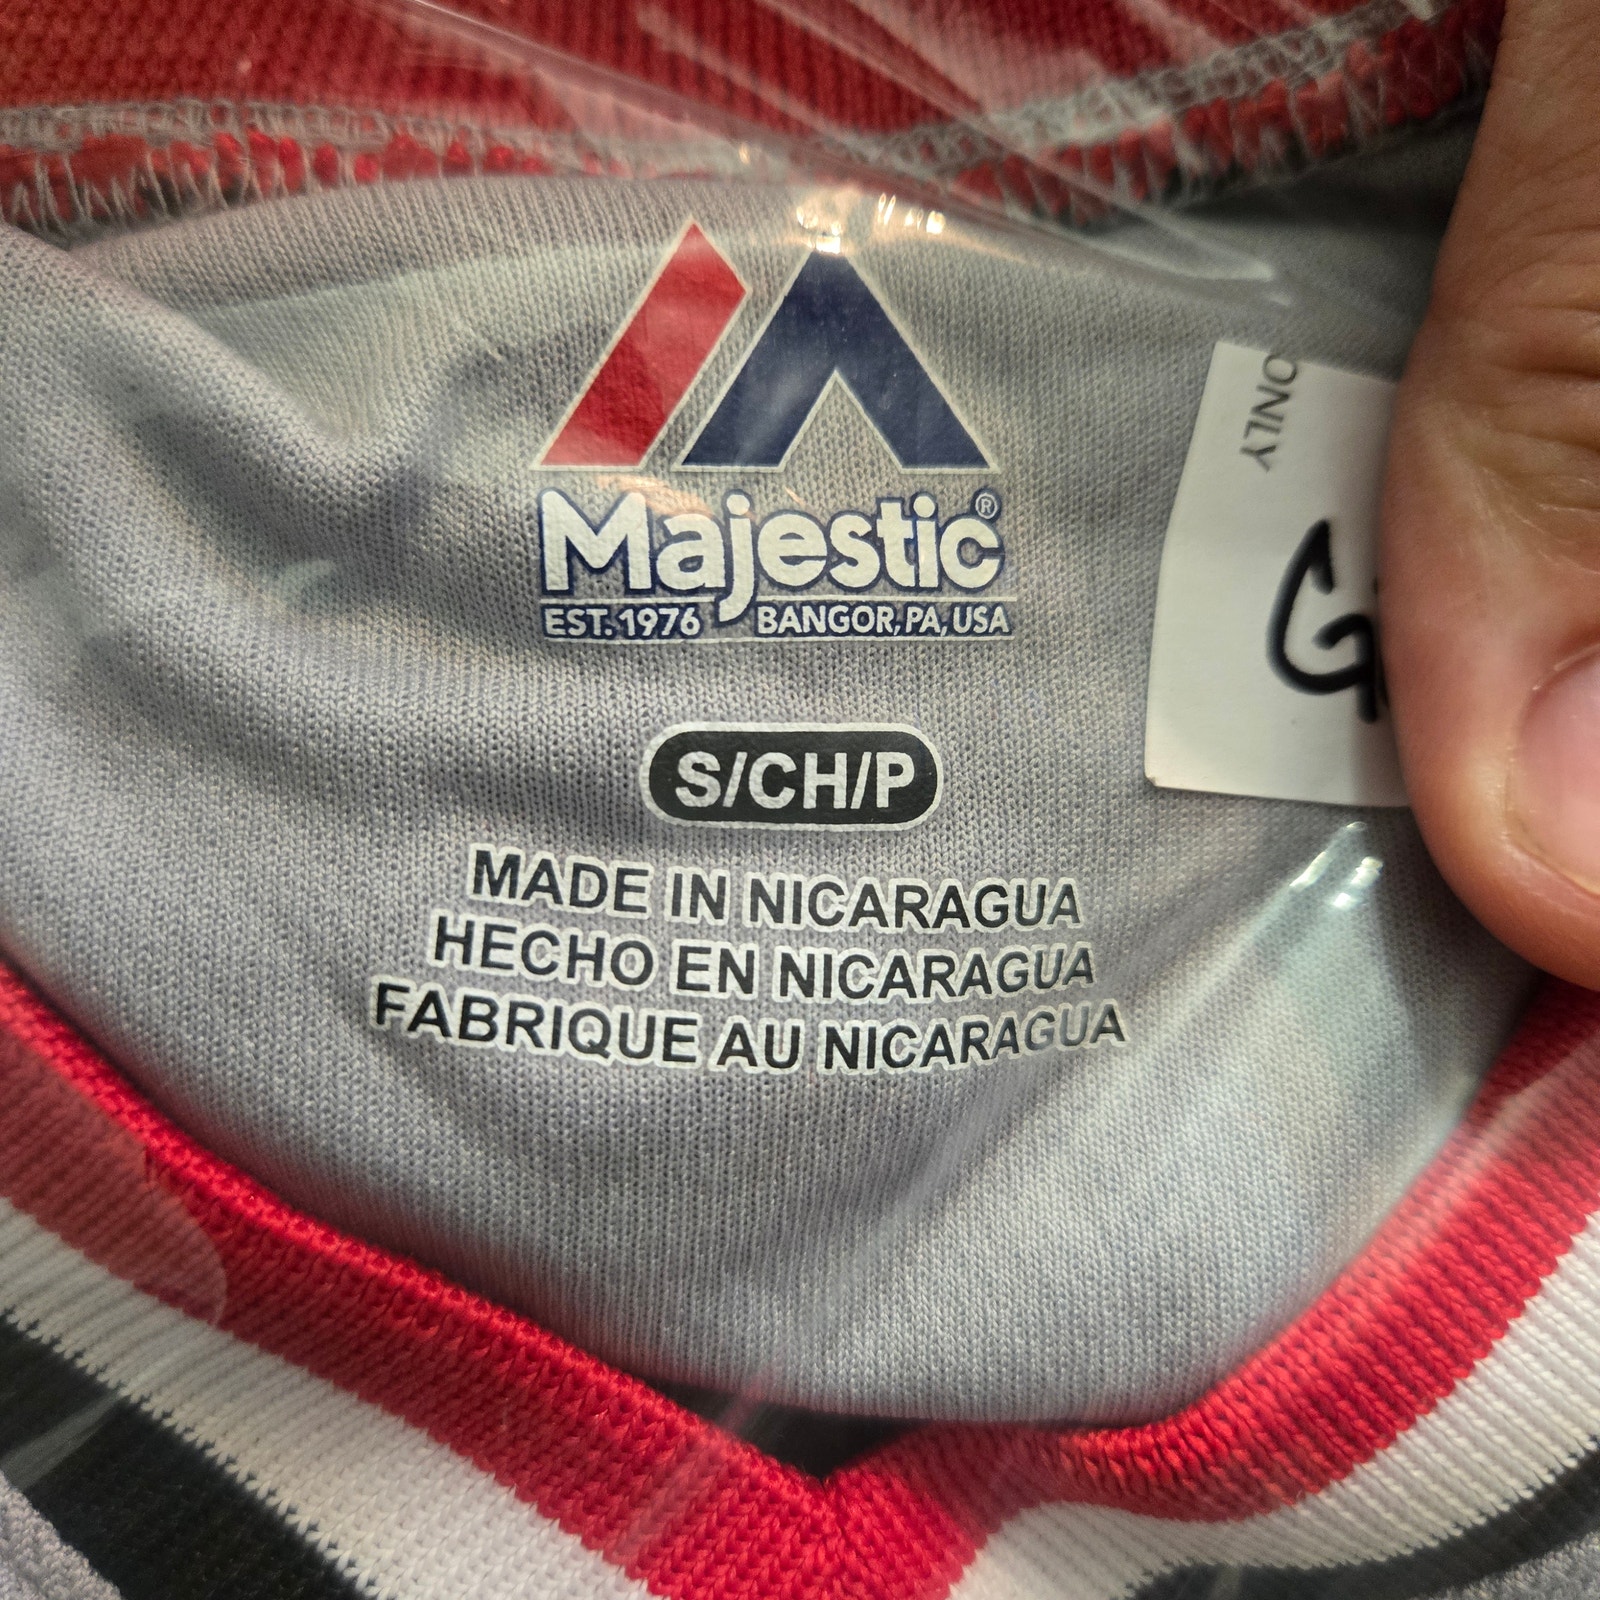 Majestic®
EST. 1976 BANGOR, PA, USA
S/CH/P
MADE IN NICARAGUA
HECHO EN NICARAGUA
FABRIQUE AU NICARAGUA
ONLY